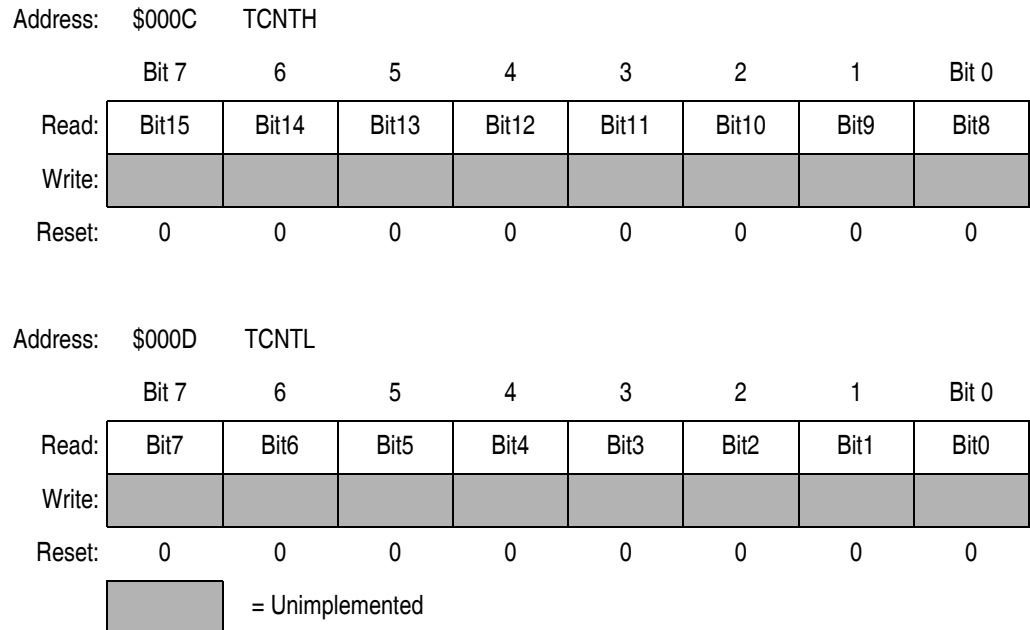 Address: $000C TCNTH
Bit 7 6 5 4 3 2 1 Bit 0
Read: Bit15 Bit14 Bit13 Bit12 Bit11 Bit10 Bit9 Bit8
Write:
Reset: 0 0 0 0 0 0 0 0
Address: $000D TCNTL
Bit 7 6 5 4 3 2 1 Bit 0
Read: Bit7 Bit6 Bit5 Bit4 Bit3 Bit2 Bit1 Bit0
Write:
Reset: 0 0 0 0 0 0 0 0
= Unimplemented